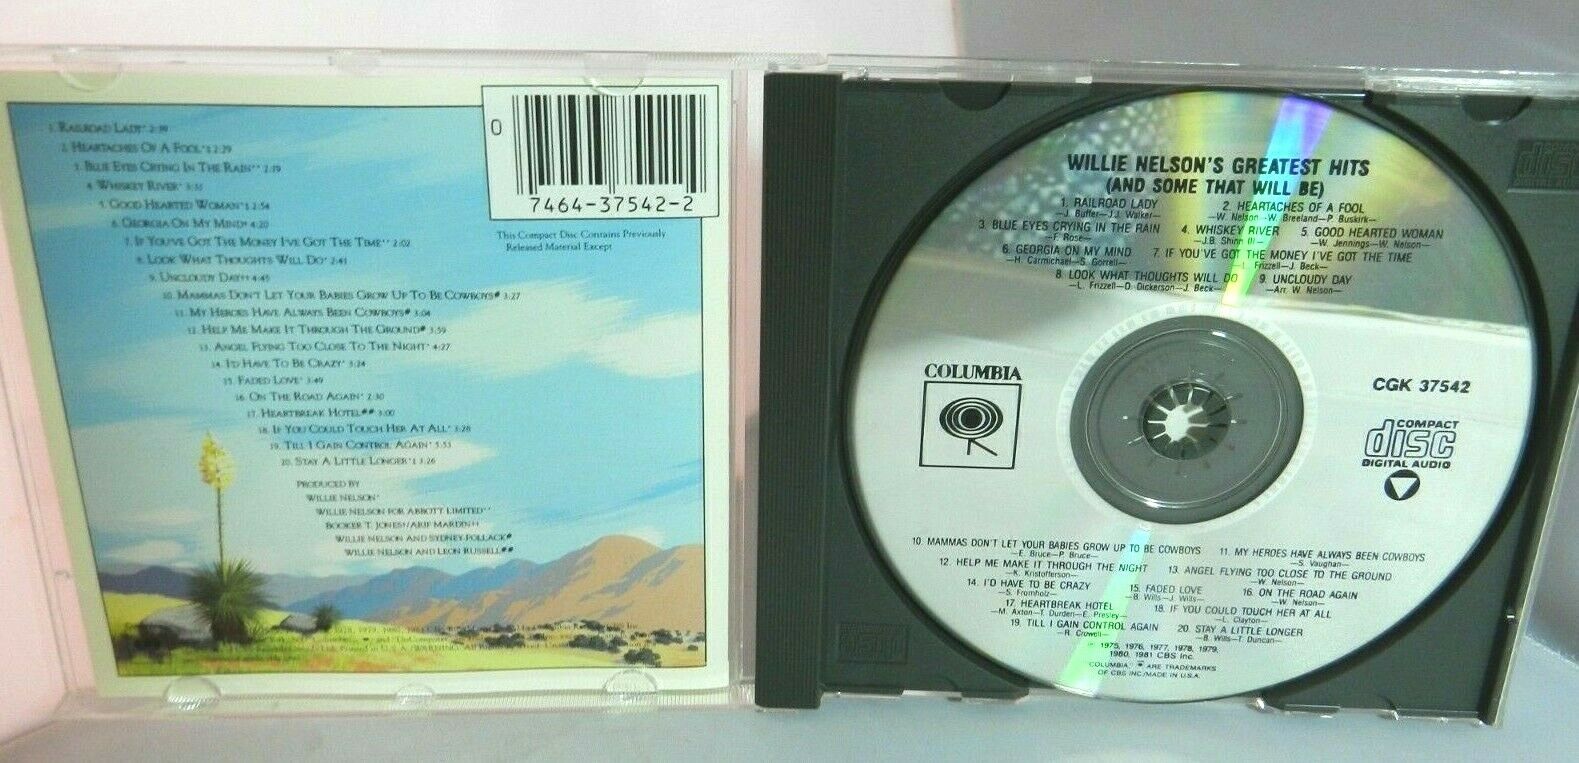 1. RAILROAD LADY* 2:39
2. HEARTACHES OF A FOOL*‡ 2:29
3. BLUE EYES CRYING IN THE RAIN** 2:19
4. WHISKEY RIVER* 3:35
5. GOOD HEARTED WOMAN*‡ 2:54
6. GEORGIA ON MY MIND† 4:20
7. IF YOU'VE GOT THE MONEY I'VE GOT THE TIME** 2:02
8. LOOK WHAT THOUGHTS WILL DO* 2:41
9. UNCLOUDY DAY†† 4:45
10. MAMMAS DON'T LET YOUR BABIES GROW UP TO BE COWBOYS# 3:27
11. MY HEROES HAVE ALWAYS BEEN COWBOYS# 3:04
12. HELP ME MAKE IT THROUGH THE GROUND# 3:59
13. ANGEL FLYING TOO CLOSE TO THE NIGHT* 4:27
14. I'D HAVE TO BE CRAZY* 3:24
15. FADED LOVE* 3:49
16. ON THE ROAD AGAIN* 2:30
17. HEARTBREAK HOTEL## 3:00
18. IF YOU COULD TOUCH HER AT ALL* 3:28
19. TILL I GAIN CONTROL AGAIN* 5:53
20. STAY A LITTLE LONGER*‡ 3:26
PRODUCED BY
WILLIE NELSON*
WILLIE NELSON FOR ABBOTT LIMITED**
BOOKER T. JONES†/ARIF MARDIN††
WILLIE NELSON AND SYDNEY POLLACK#
WILLIE NELSON AND LEON RUSSELL##
0
7464-37542-2
This Compact Disc Contains Previously
Released Material Except
WILLIE NELSON'S GREATEST HITS
(AND SOME THAT WILL BE)
1. RAILROAD LADY 2. HEARTACHES OF A FOOL
—J. Buffet—J.J. Walker— —W. Nelson—W. Breeland—P. Buskirk—
3. BLUE EYES CRYING IN THE RAIN 4. WHISKEY RIVER 5. GOOD HEARTED WOMAN
—F. Rose— —J.B. Shinn III— —W. Jennings—W. Nelson—
6. GEORGIA ON MY MIND 7. IF YOU'VE GOT THE MONEY I'VE GOT THE TIME
—H. Carmichael—S. Gorrell— —L. Frizzell—J. Beck—
8. LOOK WHAT THOUGHTS WILL DO 9. UNCLOUDY DAY
—L. Frizzell—D. Dickerson—J. Beck— —Arr. W. Nelson—
COLUMBIA
CGK 37542
COMPACT
disc
DIGITAL AUDIO
10. MAMMAS DON'T LET YOUR BABIES GROW UP TO BE COWBOYS 11. MY HEROES HAVE ALWAYS BEEN COWBOYS
—E. Bruce—P. Bruce— —S. Vaughan—
12. HELP ME MAKE IT THROUGH THE NIGHT 13. ANGEL FLYING TOO CLOSE TO THE GROUND
—K. Kristofferson— —W. Nelson—
14. I'D HAVE TO BE CRAZY 15. FADED LOVE 16. ON THE ROAD AGAIN
—S. Fromholz— —B. Wills—J. Wills— —W. Nelson—
17. HEARTBREAK HOTEL 18. IF YOU COULD TOUCH HER AT ALL
—M. Axton—T. Durden—E. Presley— —L. Clayton—
19. TILL I GAIN CONTROL AGAIN 20. STAY A LITTLE LONGER
—R. Crowell— —B. Wills—T. Duncan—
℗ 1975, 1976, 1977, 1978, 1979,
1980, 1981 CBS Inc.
COLUMBIA, ARE TRADEMARKS
OF CBS INC./MADE IN U.S.A.